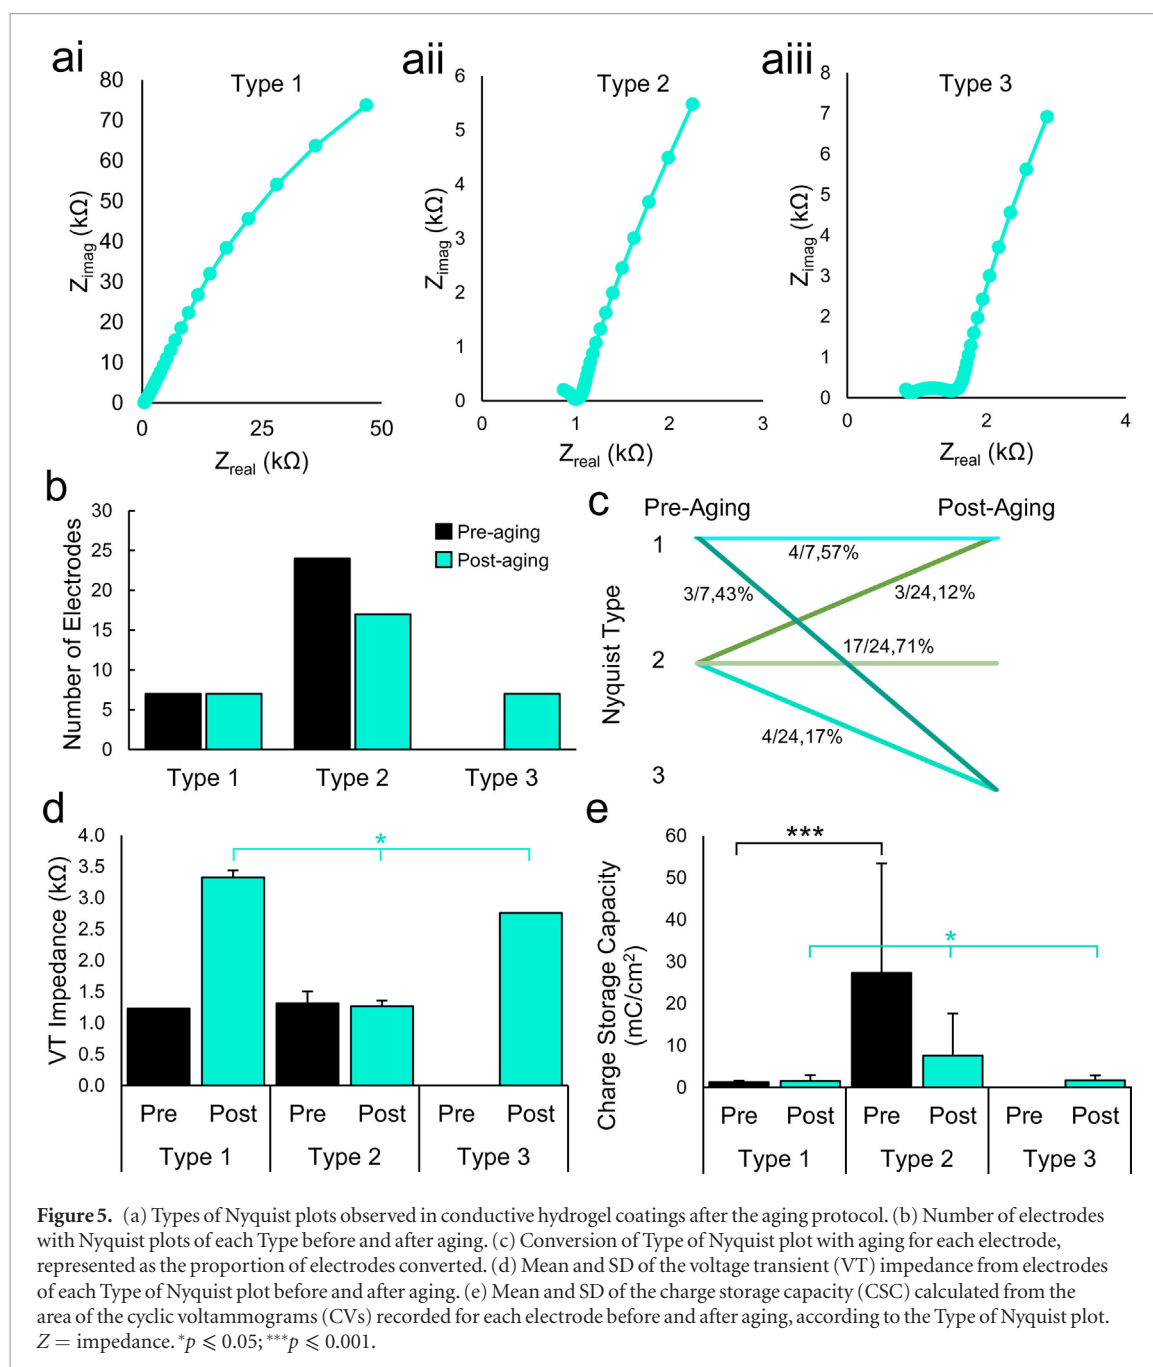 ai
Type 1
80
70
60
50
40
30
20
10
0
0
25
50
Z_imag (kΩ)
Z_real (kΩ)
aii
Type 2
6
5
4
3
2
1
0
0
1
2
3
Z_imag (kΩ)
Z_real (kΩ)
aiii
Type 3
8
7
6
5
4
3
2
1
0
0
2
4
Z_imag (kΩ)
Z_real (kΩ)
b
30
25
20
15
10
5
0
Number of Electrodes
Pre-aging
Post-aging
Type 1
Type 2
Type 3
c
Pre-Aging
Post-Aging
Nyquist Type
1
2
3
4/7,57%
3/7,43%
3/24,12%
17/24,71%
4/24,17%
d
4.0
3.5
3.0
2.5
2.0
1.5
1.0
0.5
0.0
VT Impedance (kΩ)
*
Pre
Post
Pre
Post
Pre
Post
Type 1
Type 2
Type 3
e
60
50
40
30
20
10
0
Charge Storage Capacity
(mC/cm²)
***
*
Pre
Post
Pre
Post
Pre
Post
Type 1
Type 2
Type 3
Figure 5. (a) Types of Nyquist plots observed in conductive hydrogel coatings after the aging protocol. (b) Number of electrodes
with Nyquist plots of each Type before and after aging. (c) Conversion of Type of Nyquist plot with aging for each electrode,
represented as the proportion of electrodes converted. (d) Mean and SD of the voltage transient (VT) impedance from electrodes
of each Type of Nyquist plot before and after aging. (e) Mean and SD of the charge storage capacity (CSC) calculated from the
area of the cyclic voltammograms (CVs) recorded for each electrode before and after aging, according to the Type of Nyquist plot.
Z = impedance. *p ⩽ 0.05; ***p ⩽ 0.001.